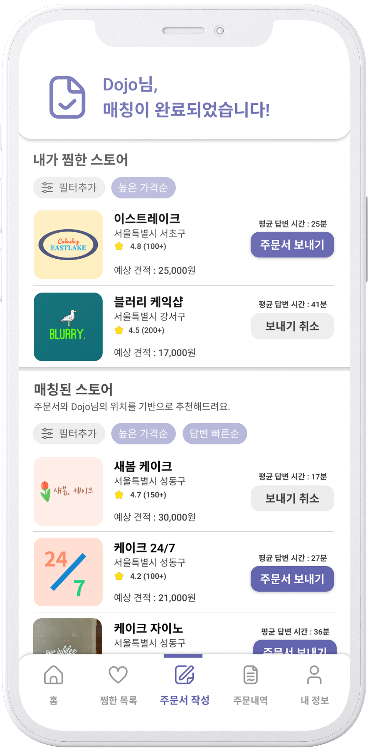 Dojo님,
매칭이 완료되었습니다!
내가 찜한 스토어
필터추가
높은 가격순
Cakeshop
EASTLAKE
이스트레이크
서울특별시 서초구
4.8 (100+)
예상 견적 : 25,000원
평균 답변 시간 : 25분
주문서 보내기
BLURRY.
블러리 케익샵
서울특별시 강서구
4.5 (200+)
예상 견적 : 17,000원
평균 답변 시간 : 41분
보내기 취소
매칭된 스토어
주문서와 Dojo님의 위치를 기반으로 추천해드려요.
필터추가
높은 가격순
답변 빠른순
새봄, 케이크
새봄 케이크
서울특별시 성동구
4.7 (150+)
예상 견적 : 30,000원
평균 답변 시간 : 17분
보내기 취소
24/7
케이크 24/7
서울특별시 성동구
4.2 (100+)
예상 견적 : 21,000원
평균 답변 시간 : 27분
주문서 보내기
케이크 자이노
서울특별시 성동구
평균 답변 시간 : 36분
주문서 보내기
홈
찜한 목록
주문서 작성
주문내역
내 정보